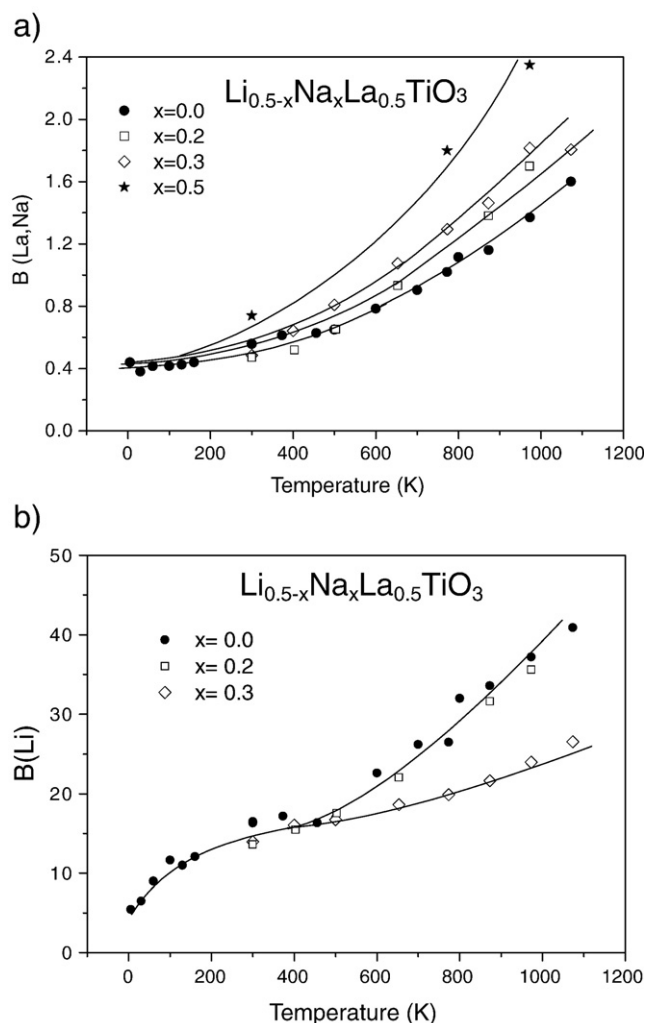 a)
Li0.5-xNaxLa0.5TiO3
x=0.0
x=0.2
x=0.3
x=0.5
B (La,Na)
2.4
2.0
1.6
1.2
0.8
0.4
0.0
0 200 400 600 800 1000 1200
Temperature (K)
b)
Li0.5-xNaxLa0.5TiO3
x= 0.0
x= 0.2
x= 0.3
B(Li)
50
40
30
20
10
0
0 200 400 600 800 1000 1200
Temperature (K)